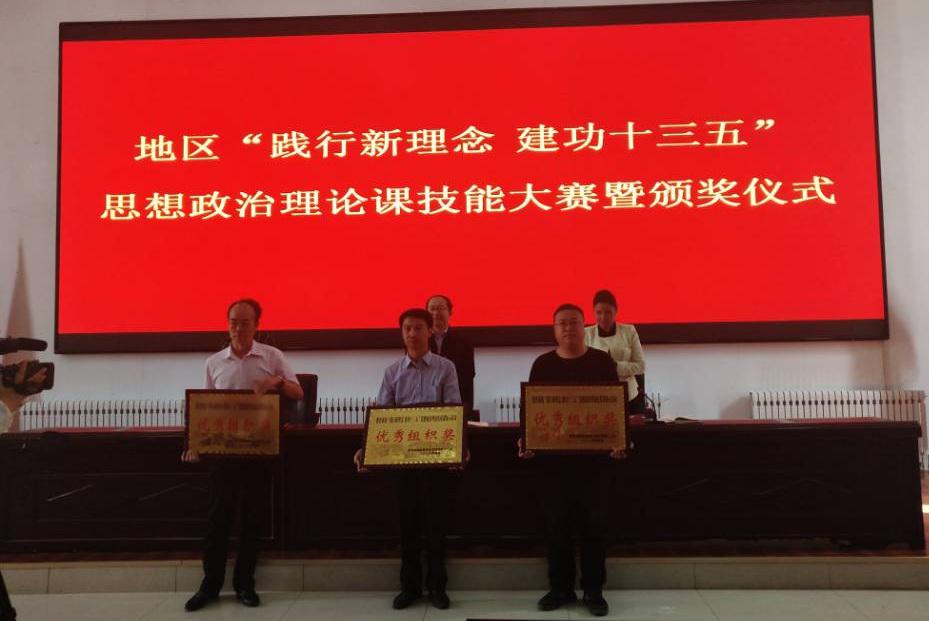 地区“践行新理念 建功十三五”
思想政治理论课技能大赛暨颁奖仪式
优秀组织奖
优秀组织奖
优秀组织奖